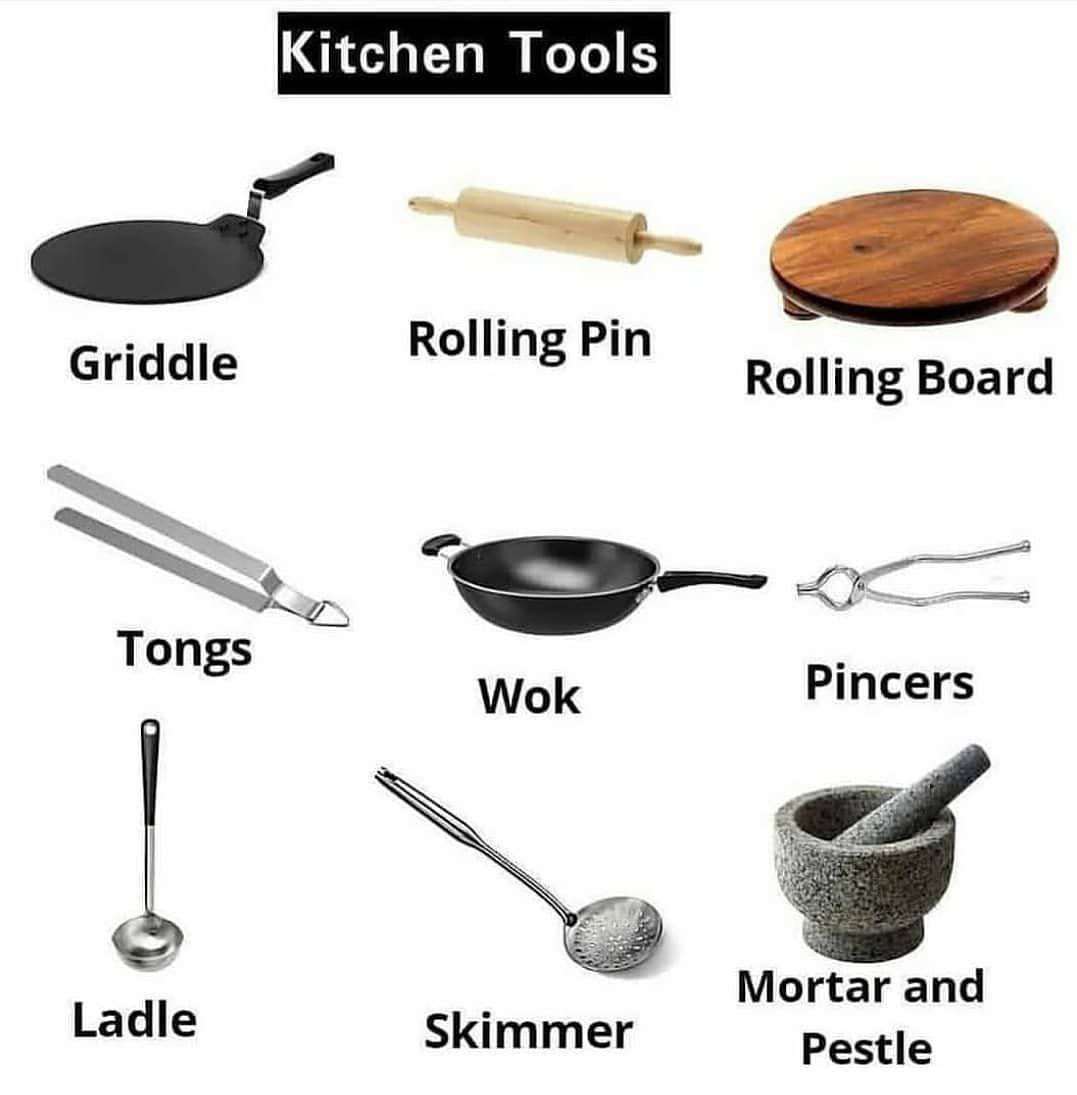 Kitchen Tools
Griddle
Rolling Pin
Rolling Board
Tongs
Wok
Pincers
Ladle
Skimmer
Mortar and
Pestle